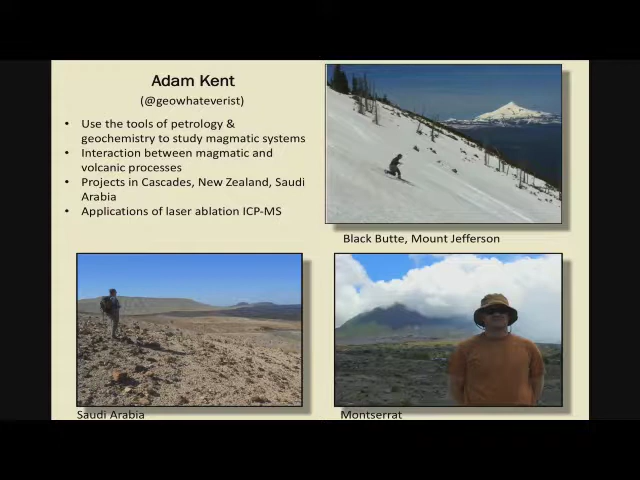 Adam Kent
(@geowhateverist)
• Use the tools of petrology &
geochemistry to study magmatic systems
• Interaction between magmatic and
volcanic processes
• Projects in Cascades, New Zealand, Saudi
Arabia
• Applications of laser ablation ICP-MS
Black Butte, Mount Jefferson
Saudi Arabia
Montserrat